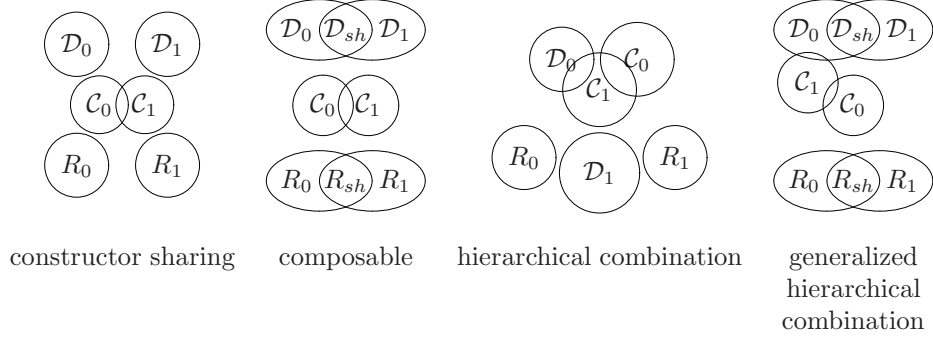 𝒟₀ 𝒟₁ 𝒟₀ 𝒟ₛₕ 𝒟₁ 𝒟₀ 𝒞₀ 𝒟₀ 𝒟ₛₕ 𝒟₁
𝒞₀ 𝒞₁ 𝒞₀ 𝒞₁ 𝒞₁ 𝒞₁ 𝒞₀
R₀ R₁ R₀ Rₛₕ R₁ R₀ 𝒟₁ R₁ R₀ Rₛₕ R₁
constructor sharing composable hierarchical combination generalized
hierarchical
combination